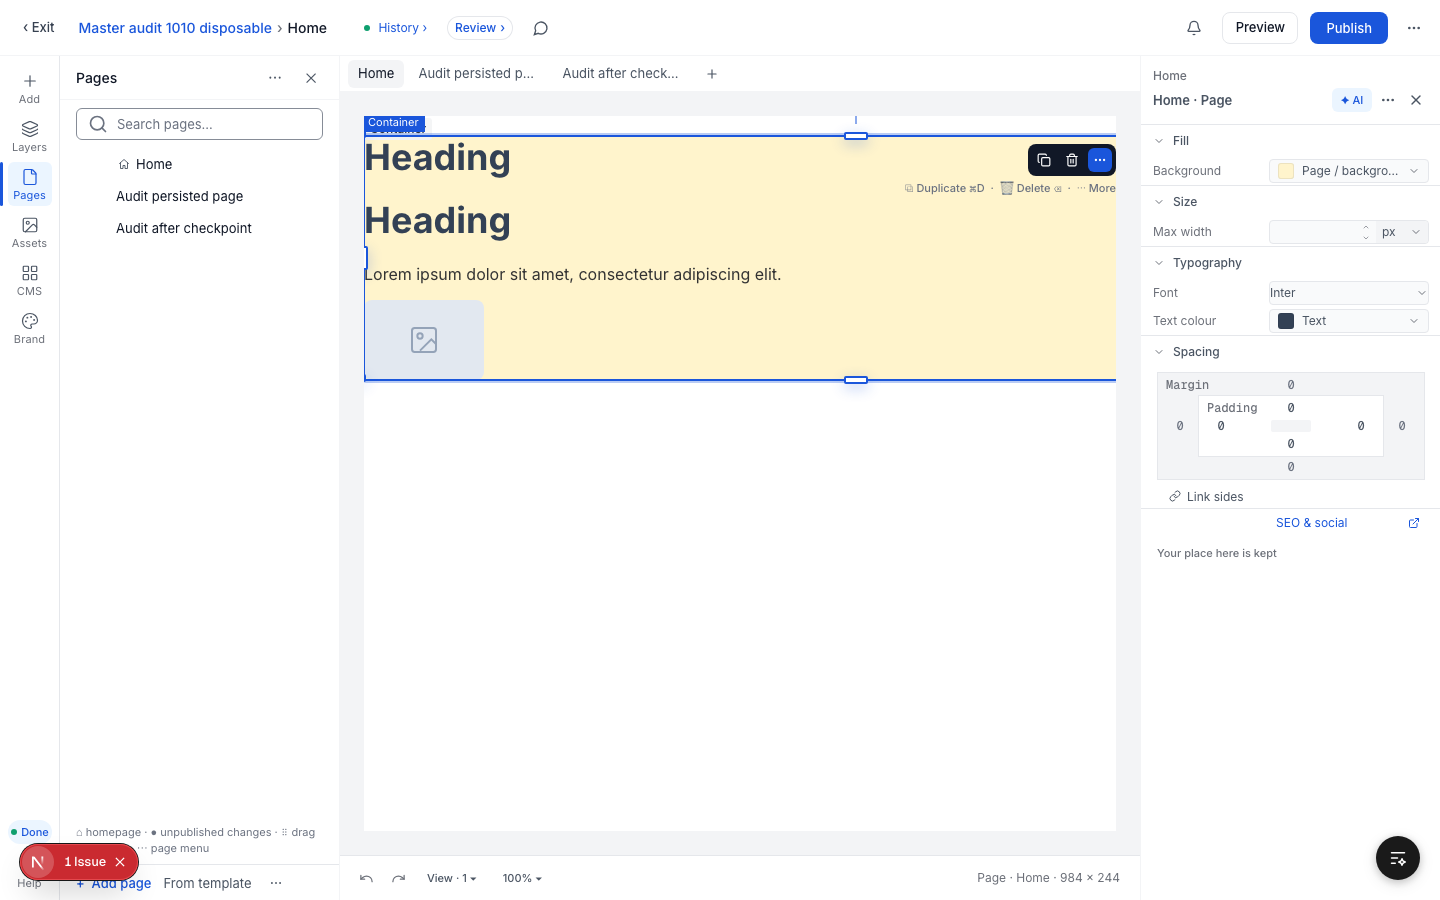 ‹ Exit
Master audit 1010 disposable › Home
History ›
Review ›
Preview
Publish
Add
Layers
Pages
Assets
CMS
Brand
Done
Help
1 Issue
Pages
Search pages...
Home
Audit persisted page
Audit after checkpoint
⌂ homepage · ● unpublished changes · ⠿ drag
··· page menu
+ Add page
From template
Home
Audit persisted p...
Audit after check...
Container
Heading
Duplicate ⌘D · Delete ⌫ · ··· More
Heading
Lorem ipsum dolor sit amet, consectetur adipiscing elit.
View · 1
100%
Page · Home · 984 × 244
Home
Home · Page
AI
Fill
Background
Page / backgro...
Size
Max width
px
Typography
Font
Inter
Text colour
Text
Spacing
Margin
0
Padding
0
0
0
0
0
0
0
Link sides
SEO & social
Your place here is kept